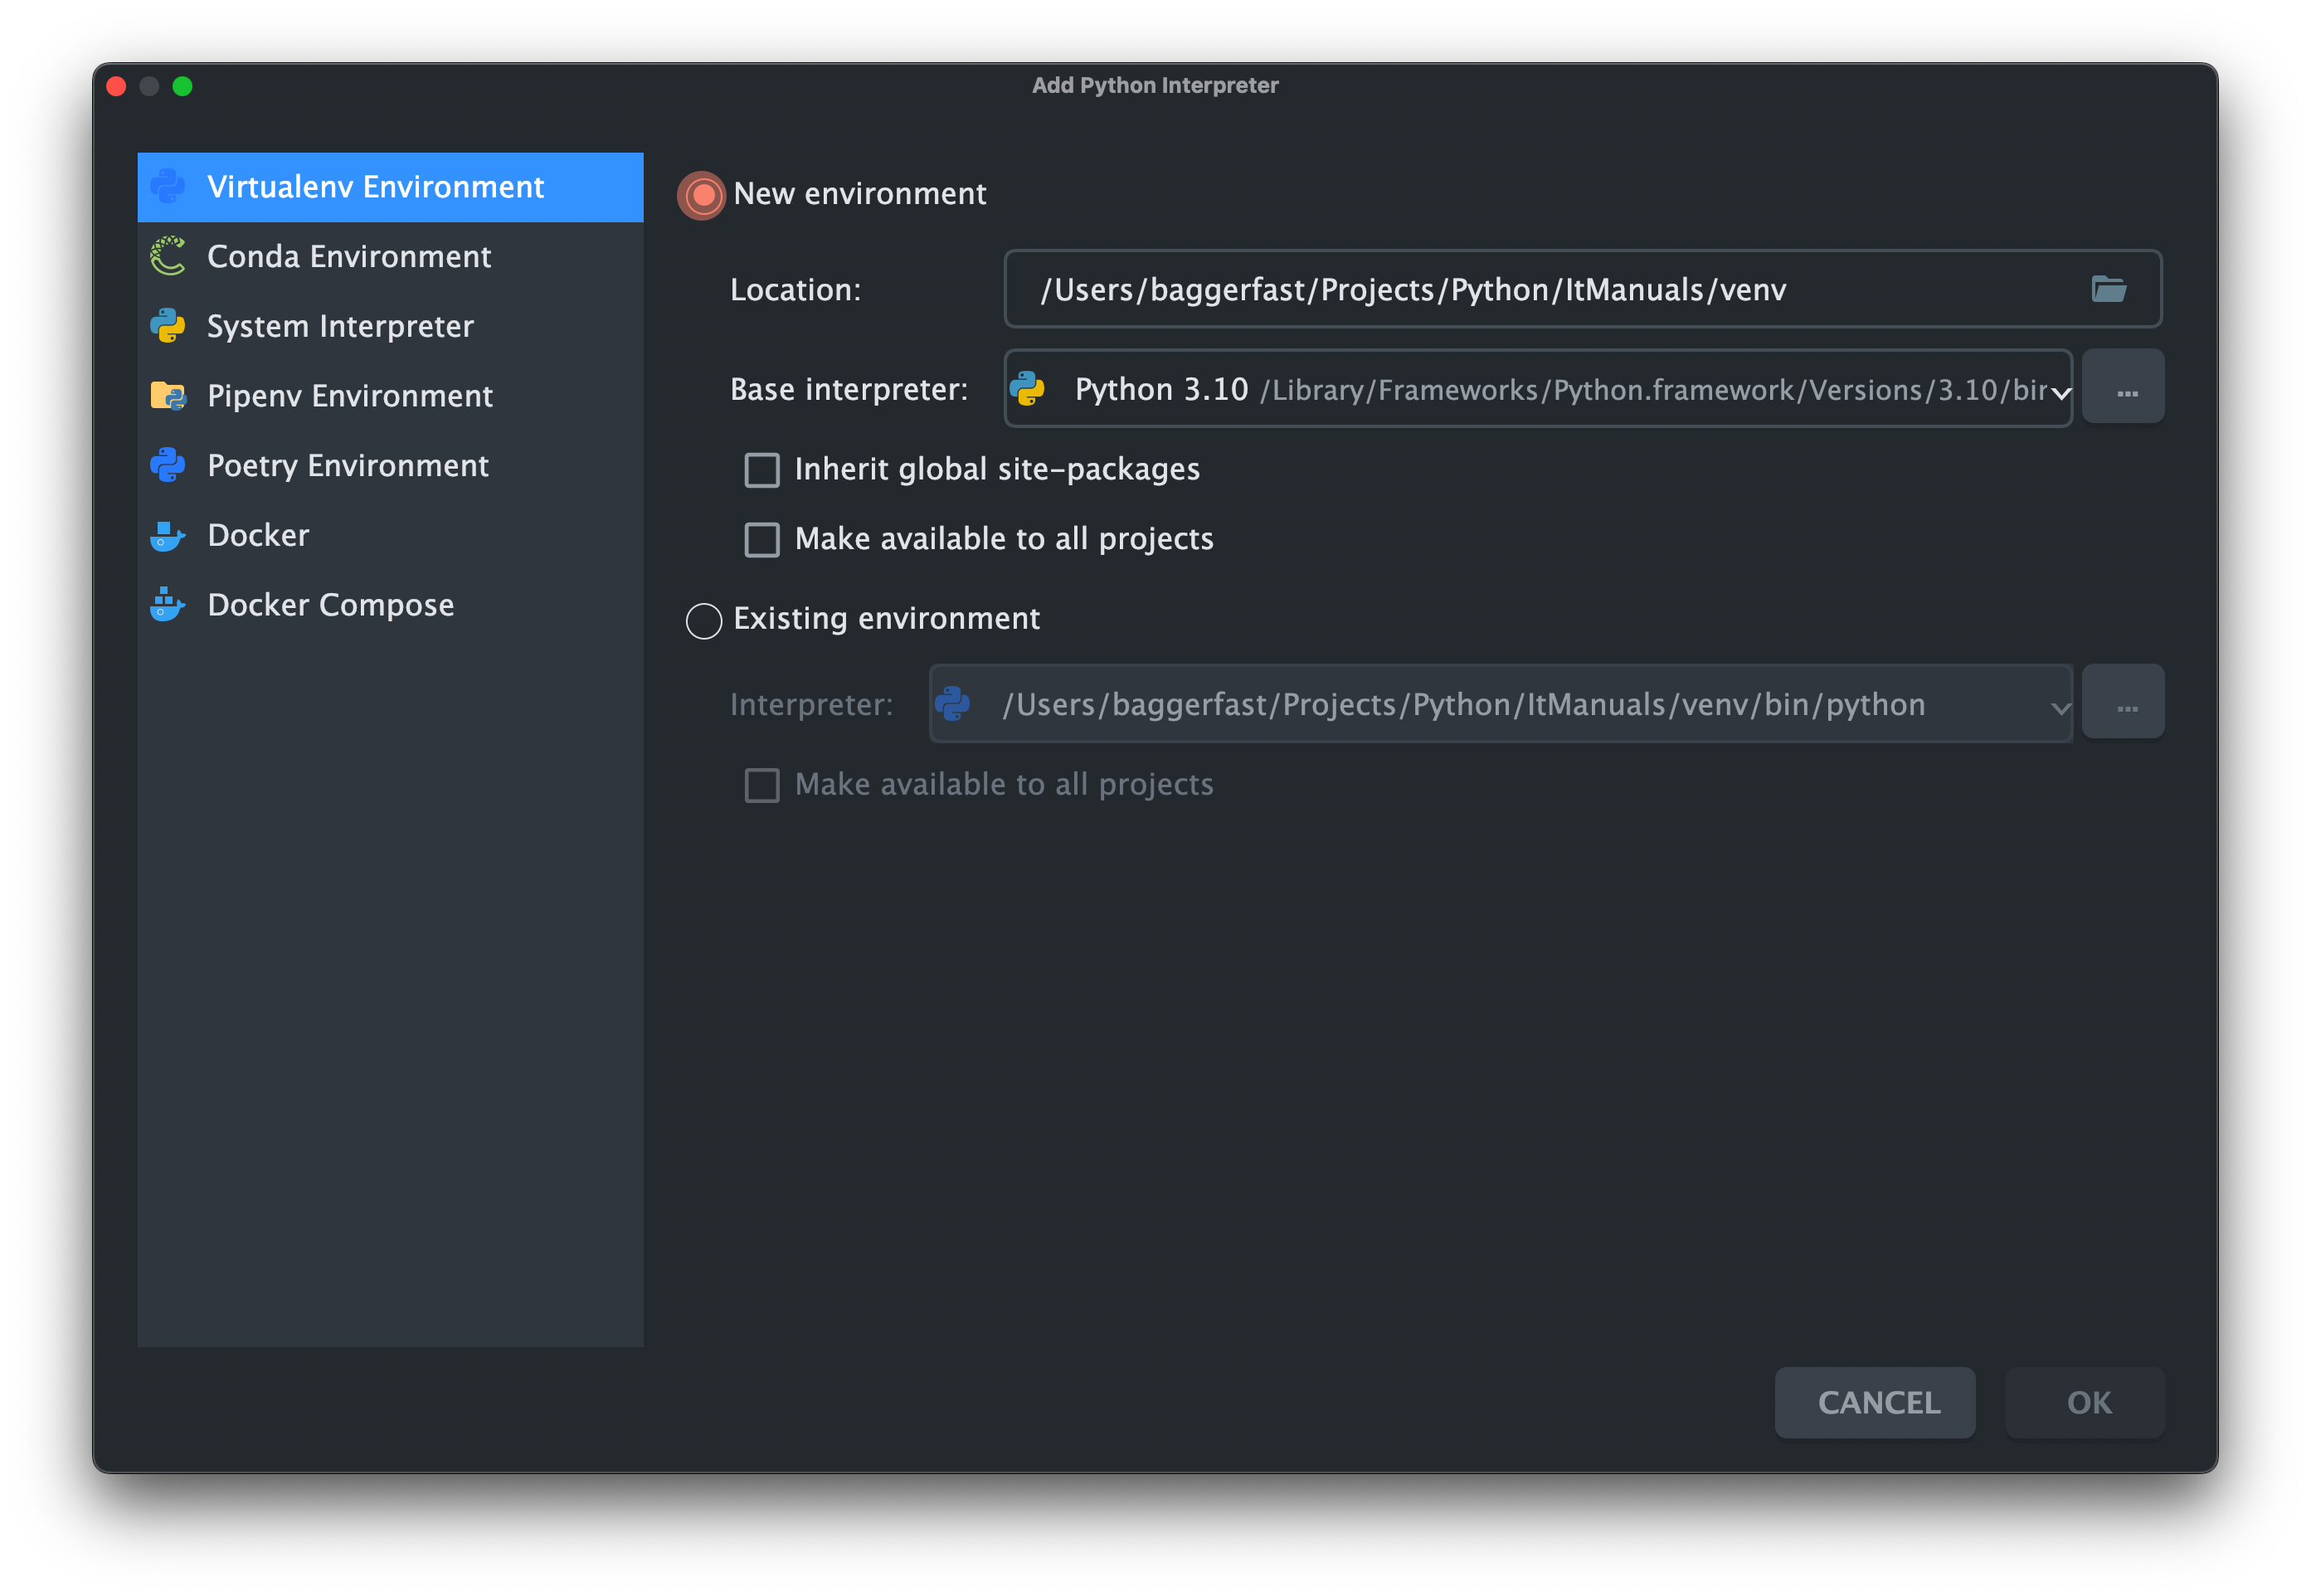 Add Python Interpreter
Virtualenv Environment
Conda Environment
System Interpreter
Pipenv Environment
Poetry Environment
Docker
Docker Compose
New environment
Location: /Users/baggerfast/Projects/Python/ItManuals/venv
Base interpreter: Python 3.10 /Library/Frameworks/Python.framework/Versions/3.10/bin ...
Inherit global site-packages
Make available to all projects
Existing environment
Interpreter: /Users/baggerfast/Projects/Python/ItManuals/venv/bin/python ...
Make available to all projects
CANCEL OK